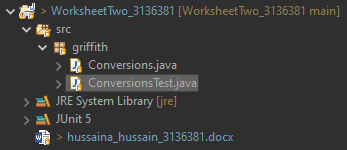 > WorksheetTwo_3136381 [WorksheetTwo_3136381 main]
> src
> griffith
> Conversions.java
> ConversionsTest.java
> JRE System Library [jre]
> JUnit 5
> hussaina_hussain_3136381.docx